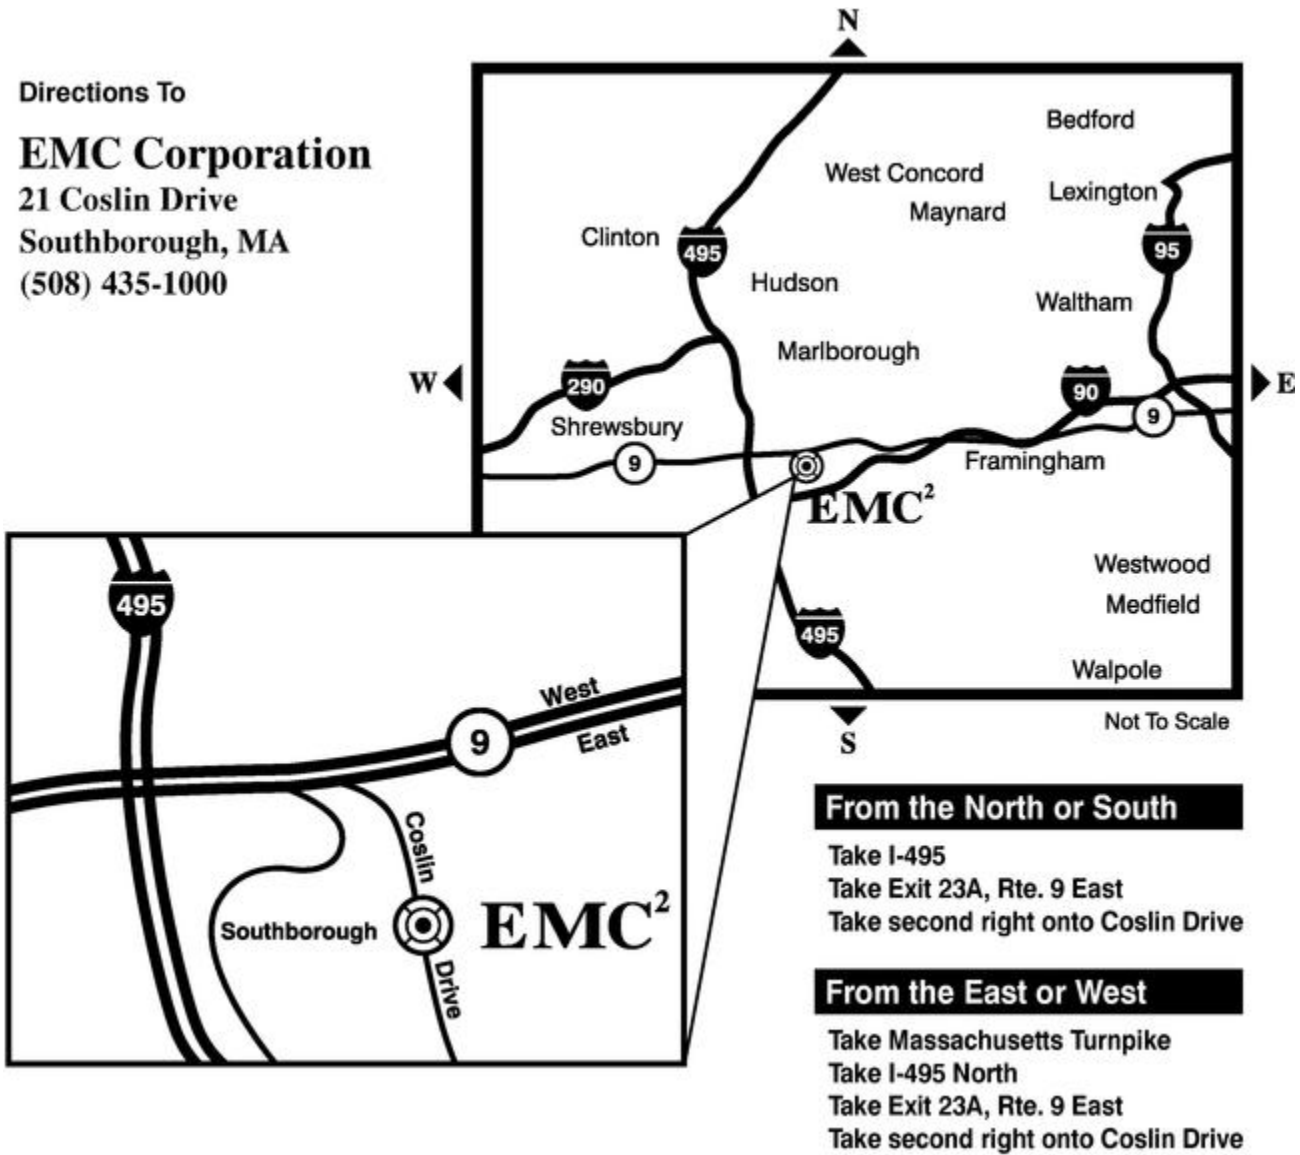 Directions To
EMC Corporation
21 Coslin Drive
Southborough, MA
(508) 435-1000
N
Bedford
West Concord
Lexington
Maynard
Clinton
495
95
Hudson
Waltham
Marlborough
W
290
90
E
9
Shrewsbury
9
Framingham
EMC²
Westwood
Medfield
495
Walpole
Not To Scale
S
495
West
9
East
Coslin
Southborough
EMC²
Drive
From the North or South
Take I-495
Take Exit 23A, Rte. 9 East
Take second right onto Coslin Drive
From the East or West
Take Massachusetts Turnpike
Take I-495 North
Take Exit 23A, Rte. 9 East
Take second right onto Coslin Drive